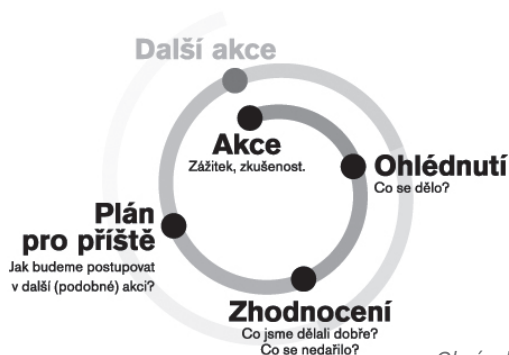 Další akce
Akce
Zážitek, zkušenost.
Ohlédnutí
Co se dělo?
Plán
pro příště
Jak budeme postupovat
v další (podobné) akci?
Zhodnocení
Co jsme dělali dobře?
Co se nedařilo?